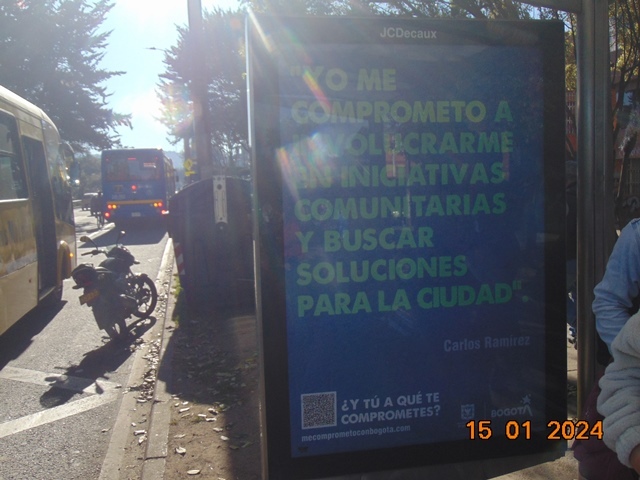 JCDecaux
"YO ME
COMPROMETO A
INVOLUCRARME
EN INICIATIVAS
COMUNITARIAS
Y BUSCAR
SOLUCIONES
PARA LA CIUDAD".
Carlos Ramírez
¿Y TÚ A QUÉ TE
COMPROMETES?
mecomprometoconbogota.com
BOGOTÁ
15 01 2024